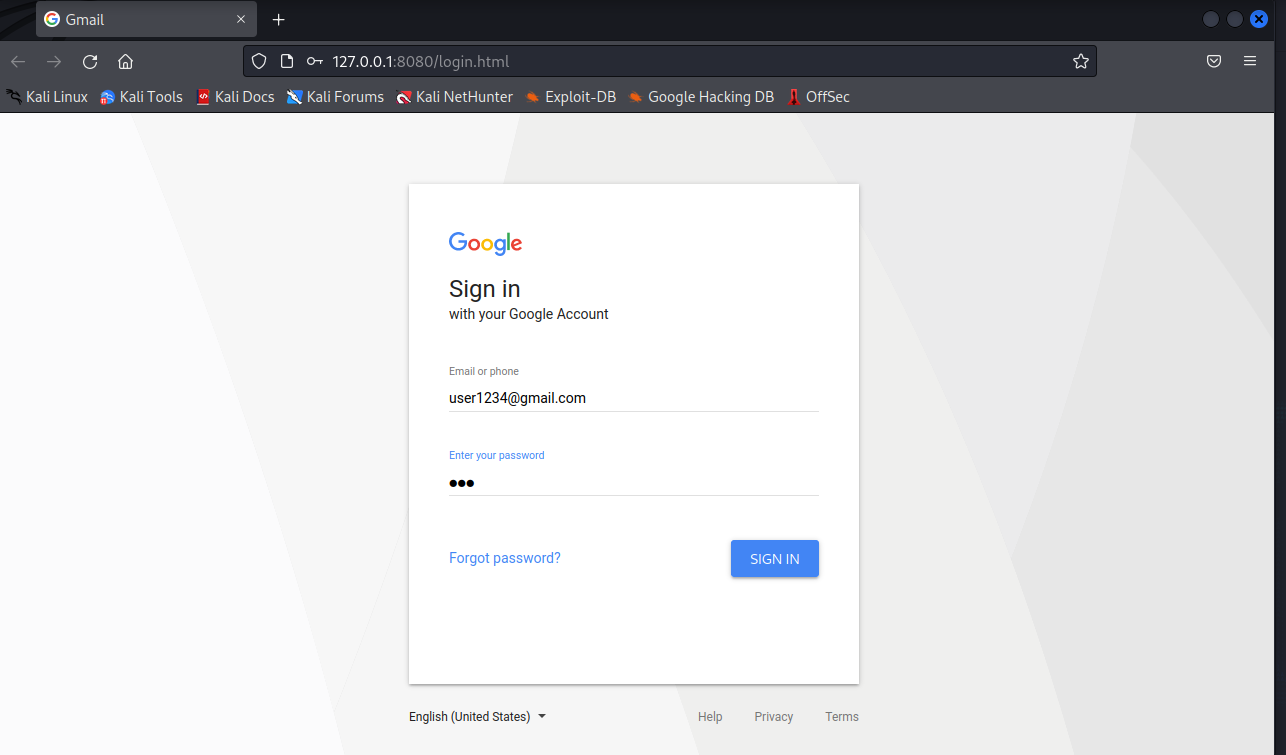 Gmail
127.0.0.1:8080/login.html
Kali Linux Kali Tools Kali Docs Kali Forums Kali NetHunter Exploit-DB Google Hacking DB OffSec
Google
Sign in
with your Google Account
Email or phone
user1234@gmail.com
Enter your password
●●●
Forgot password? SIGN IN
English (United States) Help Privacy Terms